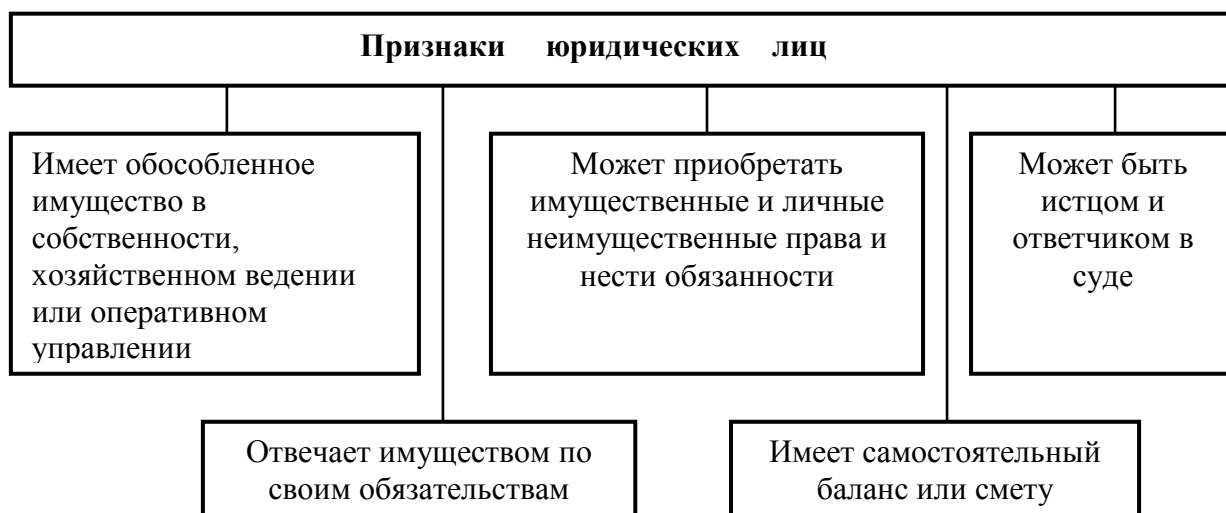 Признаки юридических лиц
Имеет обособленное
имущество в
собственности,
хозяйственном ведении
или оперативном
управлении
Может приобретать
имущественные и личные
неимущественные права и
нести обязанности
Может быть
истцом и
ответчиком в
суде
Отвечает имуществом по
своим обязательствам
Имеет самостоятельный
баланс или смету